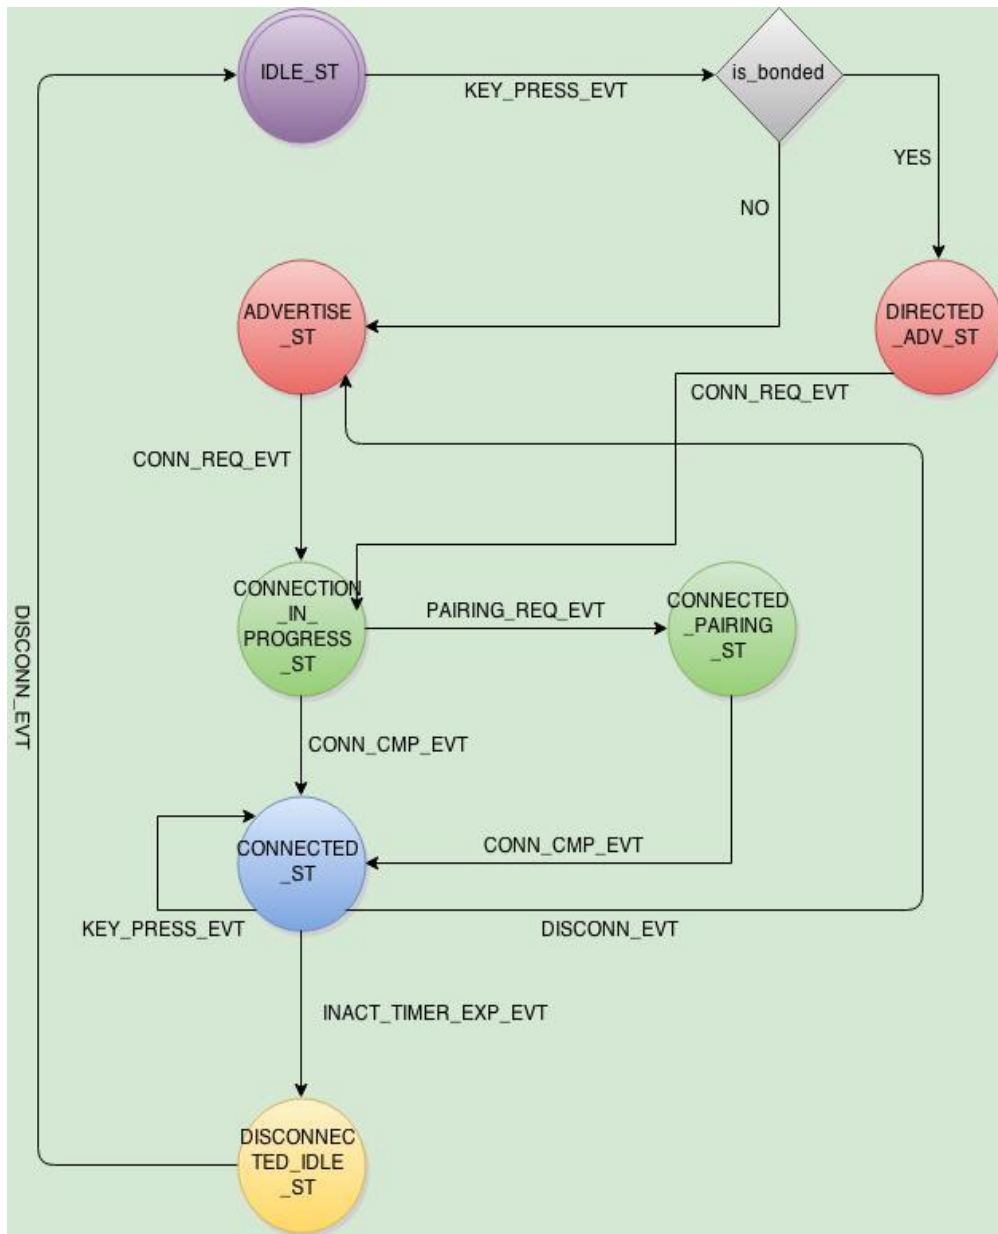 IDLE_ST
KEY_PRESS_EVT
is_bonded
YES
NO
ADVERTISE
_ST
DIRECTED
_ADV_ST
CONN_REQ_EVT
CONN_REQ_EVT
CONNECTION
_IN_
PROGRESS
_ST
PAIRING_REQ_EVT
CONNECTED
_PAIRING
_ST
DISCONN_EVT
CONN_CMP_EVT
CONNECTED
_ST
CONN_CMP_EVT
KEY_PRESS_EVT
DISCONN_EVT
INACT_TIMER_EXP_EVT
DISCONNEC
TED_IDLE
_ST